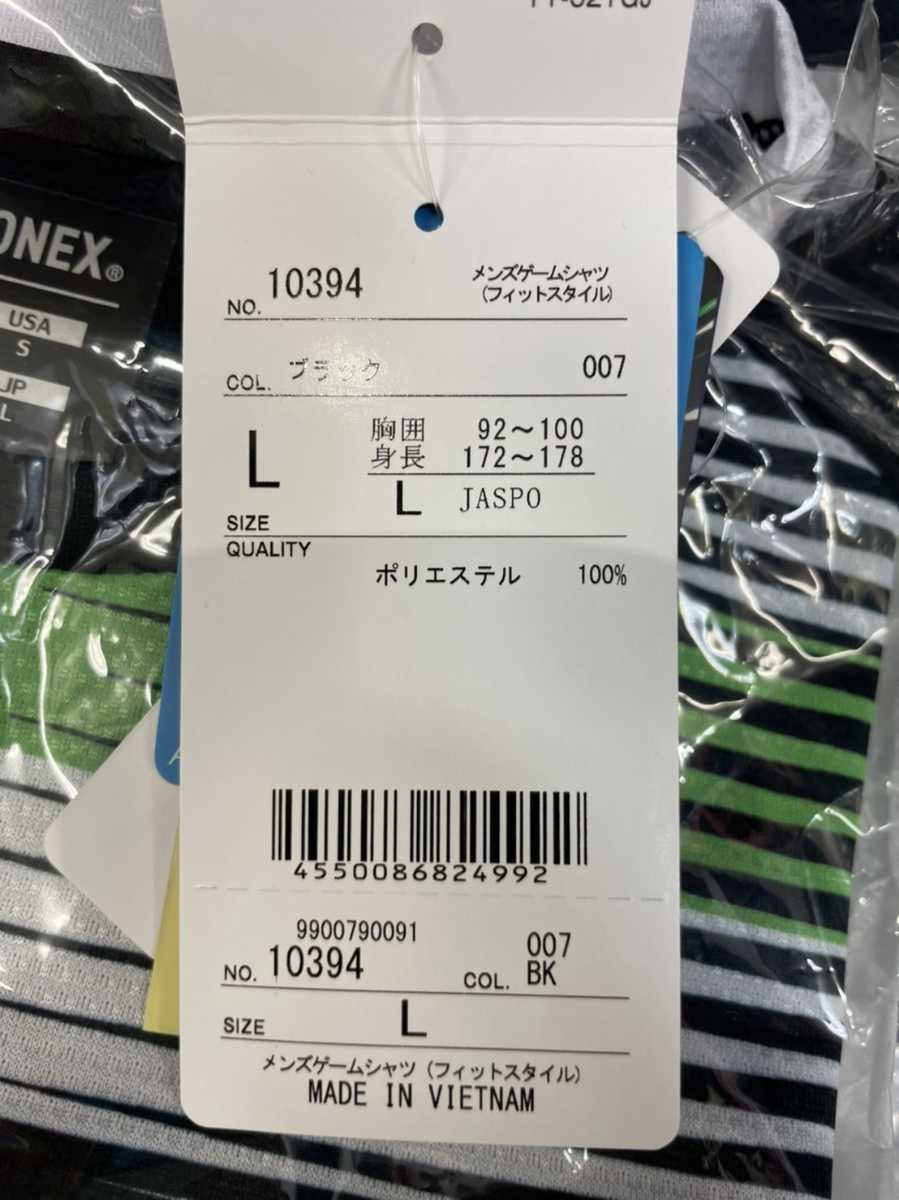 ONEX®
USA
S
JP
L
NO. 10394
メンズゲームシャツ
(フィットスタイル)
COL. ブラック 007
L
胸囲 92～100
身長 172～178
L JASPO
SIZE
QUALITY
ポリエステル 100%
4550086824992
9900790091
NO. 10394
COL. 007
BK
SIZE L
メンズゲームシャツ (フィットスタイル)
MADE IN VIETNAM